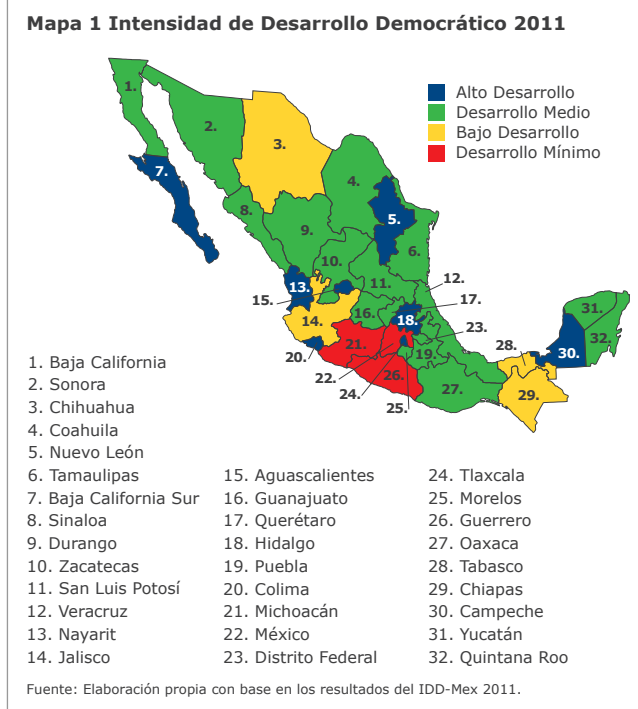 Mapa 1 Intensidad de Desarrollo Democrático 2011
Alto Desarrollo
Desarrollo Medio
Bajo Desarrollo
Desarrollo Mínimo
1.
2.
3.
4.
7.
5.
8.
9.
6.
10.
11.
12.
13.
15.
17.
16.
18.
14.
23.
31.
30.
32.
28.
21.
19.
20.
22.
26.
24.
25.
27.
29.
1. Baja California
2. Sonora
3. Chihuahua
4. Coahuila
5. Nuevo León
6. Tamaulipas
7. Baja California Sur
8. Sinaloa
9. Durango
10. Zacatecas
11. San Luis Potosí
12. Veracruz
13. Nayarit
14. Jalisco
15. Aguascalientes
16. Guanajuato
17. Querétaro
18. Hidalgo
19. Puebla
20. Colima
21. Michoacán
22. México
23. Distrito Federal
24. Tlaxcala
25. Morelos
26. Guerrero
27. Oaxaca
28. Tabasco
29. Chiapas
30. Campeche
31. Yucatán
32. Quintana Roo
Fuente: Elaboración propia con base en los resultados del IDD-Mex 2011.